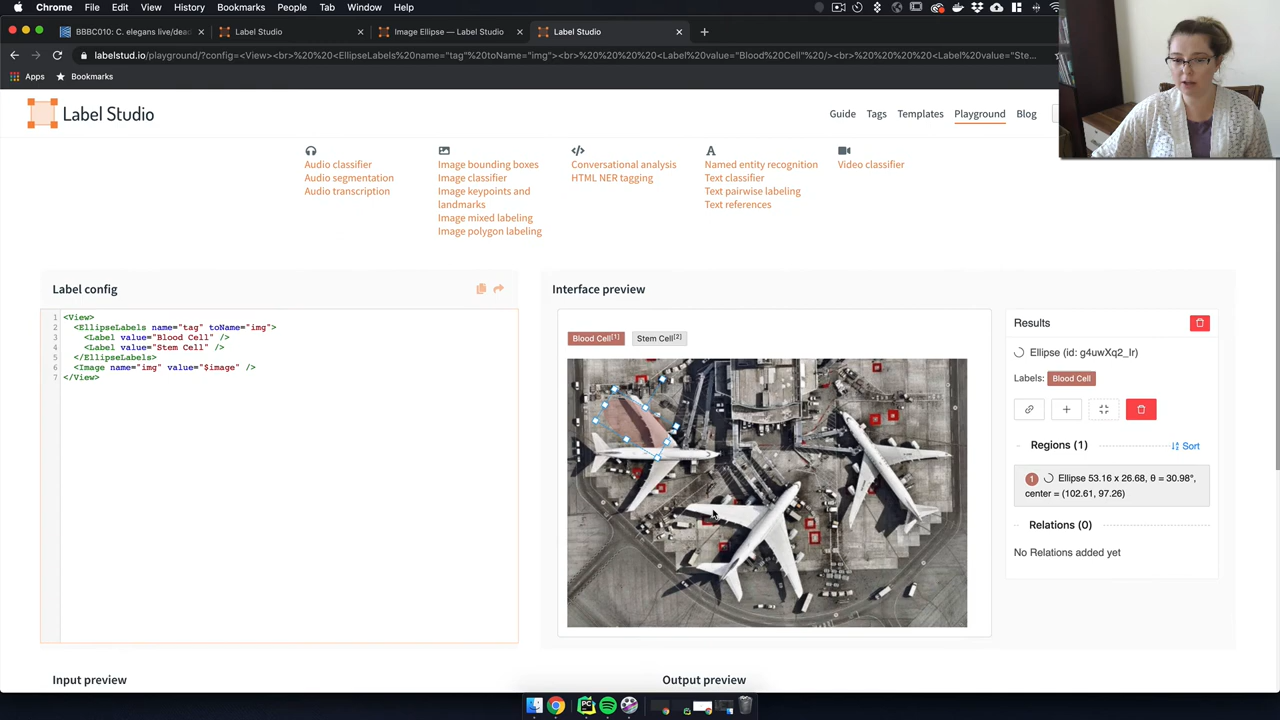 Chrome File Edit View History Bookmarks People Tab Window Help
BBBC010: C. elegans live/dead
Label Studio
Image Ellipse — Label Studio
Label Studio
labelstud.io/playground/?config=<View><br>%20%20<EllipseLabels%20name="tag"%20toName="img"><br>%20%20%20%20<Label%20value="Blood%20Cell"%20/><br>%20%20%20%20<Label%20value="Ste...
Apps Bookmarks
Label Studio
Guide Tags Templates Playground Blog
Audio classifier
Audio segmentation
Audio transcription
Image bounding boxes
Image classifier
Image keypoints and
landmarks
Image mixed labeling
Image polygon labeling
Conversational analysis
HTML NER tagging
Named entity recognition
Text classifier
Text pairwise labeling
Text references
Video classifier
Label config
1 <View>
2 <EllipseLabels name="tag" toName="img">
3 <Label value="Blood Cell" />
4 <Label value="Stem Cell" />
5 </EllipseLabels>
6 <Image name="img" value="$image" />
7 </View>
Interface preview
Blood Cell[1] Stem Cell[2]
Results
Ellipse (id: g4uwXq2_Ir)
Labels: Blood Cell
Regions (1) Sort
1 Ellipse 53.16 x 26.68, θ = 30.98°,
center = (102.61, 97.26)
Relations (0)
No Relations added yet
Input preview
Output preview
PC